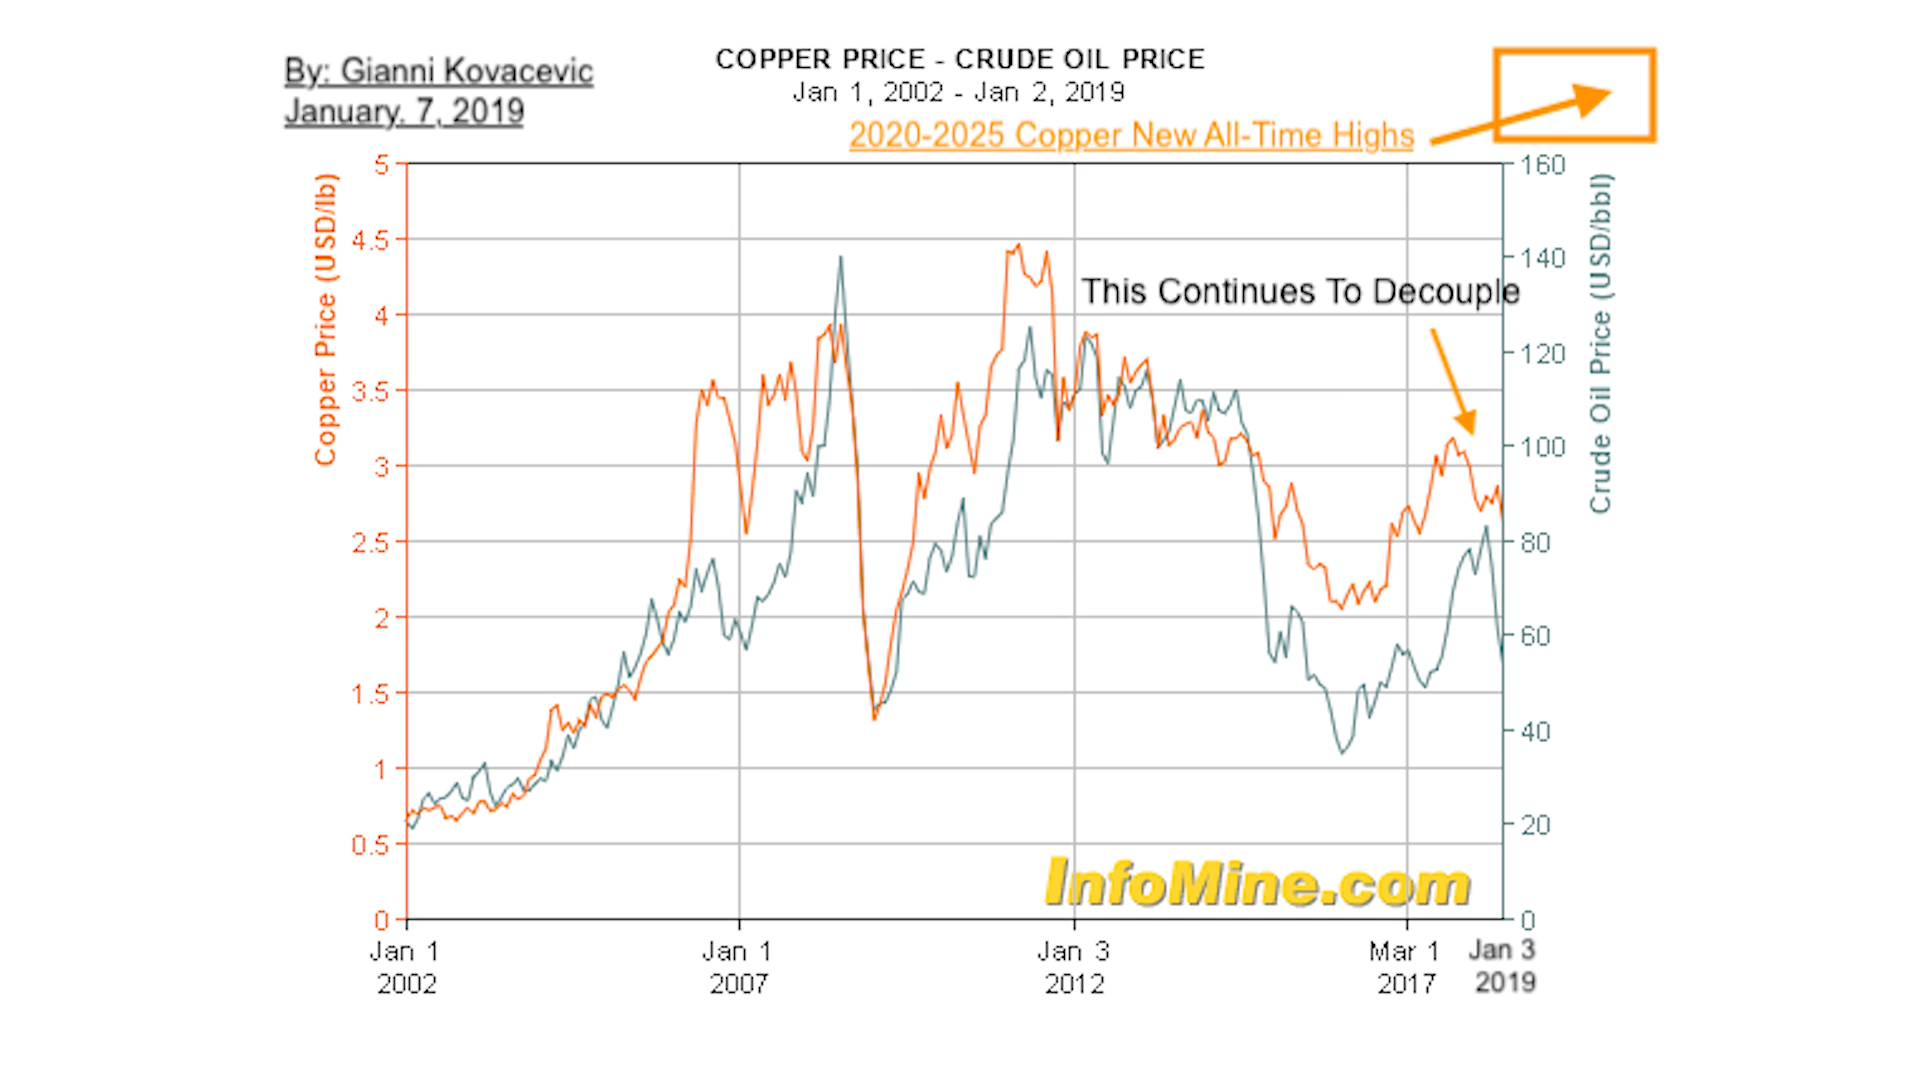 By: Gianni Kovacevic
January. 7, 2019
COPPER PRICE - CRUDE OIL PRICE
Jan 1, 2002 - Jan 2, 2019
2020-2025 Copper New All-Time Highs
This Continues To Decouple
Copper Price (USD/lb)
5
4.5
4
3.5
3
2.5
2
1.5
1
0.5
0
160
140
120
100
80
60
40
20
0
Crude Oil Price (USD/bbl)
InfoMine.com
Jan 1 2002
Jan 1 2007
Jan 3 2012
Mar 1 2017
Jan 3 2019